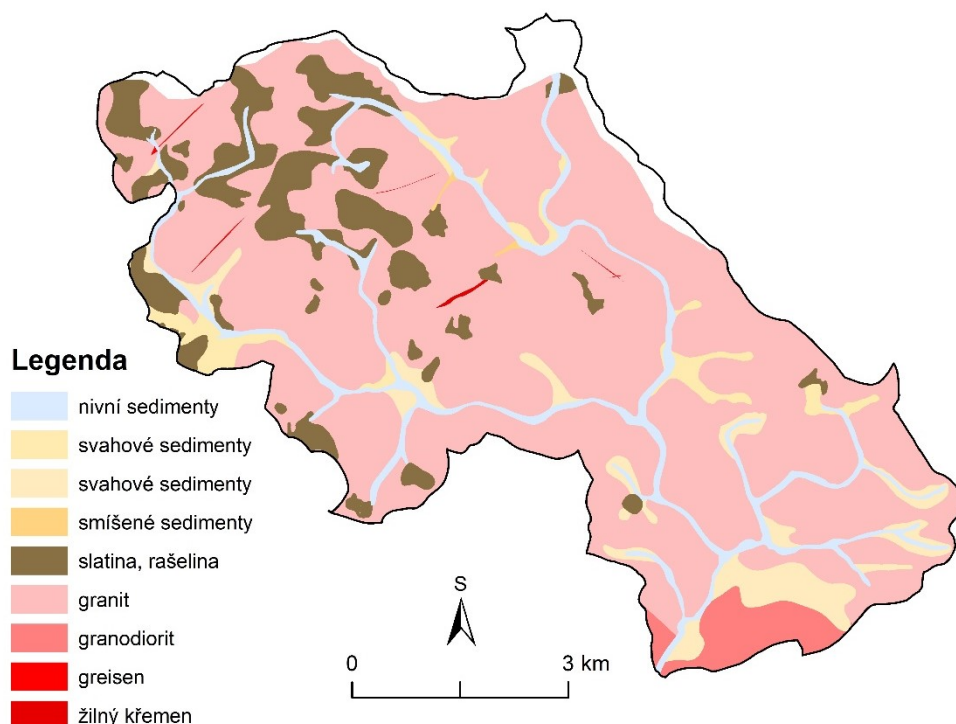 Legenda
nivní sedimenty
svahové sedimenty
svahové sedimenty
smíšené sedimenty
slatina, rašelina
granit
granodiorit
greisen
žilný křemen
S
0 3 km